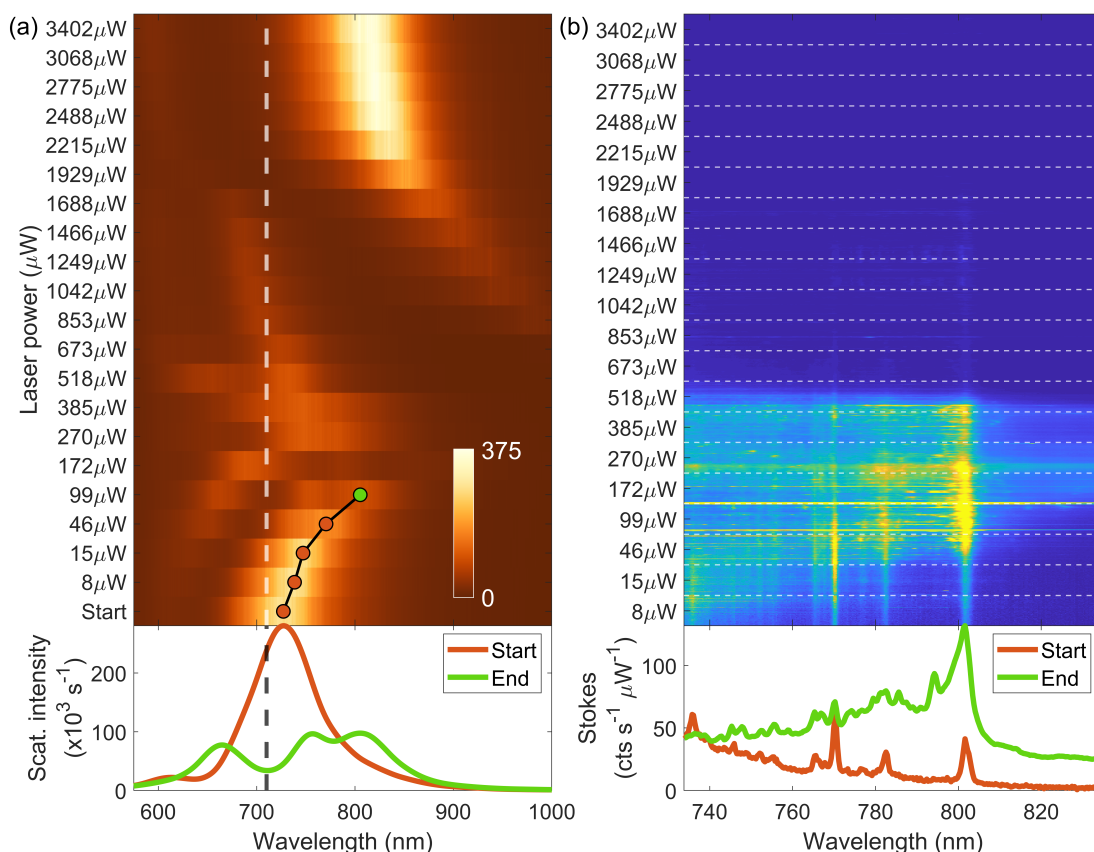 (a)
Laser power (µW)
3402µW
3068µW
2775µW
2488µW
2215µW
1929µW
1688µW
1466µW
1249µW
1042µW
853µW
673µW
518µW
385µW
270µW
172µW
99µW
46µW
15µW
8µW
Start
375
0
Scat. intensity
(x10³ s⁻¹)
200
100
0
Start
End
600
700
800
900
1000
Wavelength (nm)
(b)
3402µW
3068µW
2775µW
2488µW
2215µW
1929µW
1688µW
1466µW
1249µW
1042µW
853µW
673µW
518µW
385µW
270µW
172µW
99µW
46µW
15µW
8µW
Stokes
(cts s⁻¹ µW⁻¹)
100
50
0
Start
End
740
760
780
800
820
Wavelength (nm)